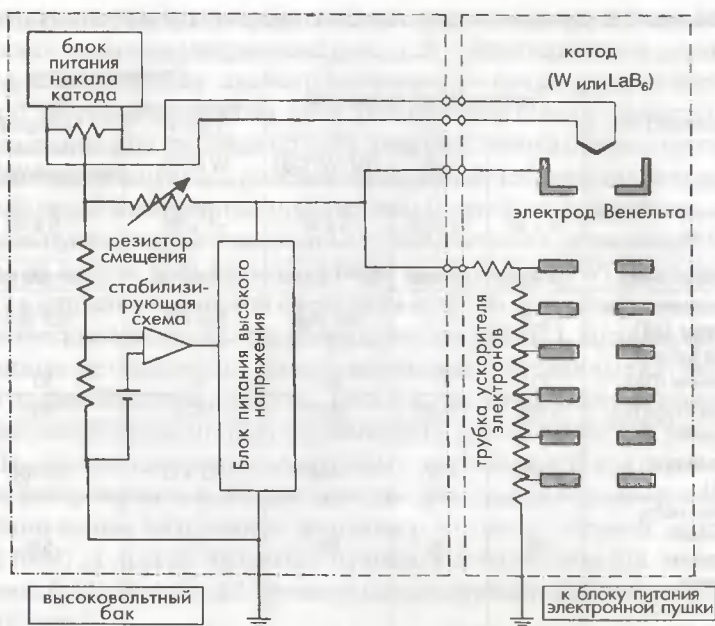 блок
питания
накала
катода
катод
(W или LaB₆)
электрод Венельта
резистор
смещения
стабилизи-
рующая
схема
Блок питания высокого
напряжения
трубка ускорителя
электронов
высоковольтный
бак
к блоку питания
электронной пушки